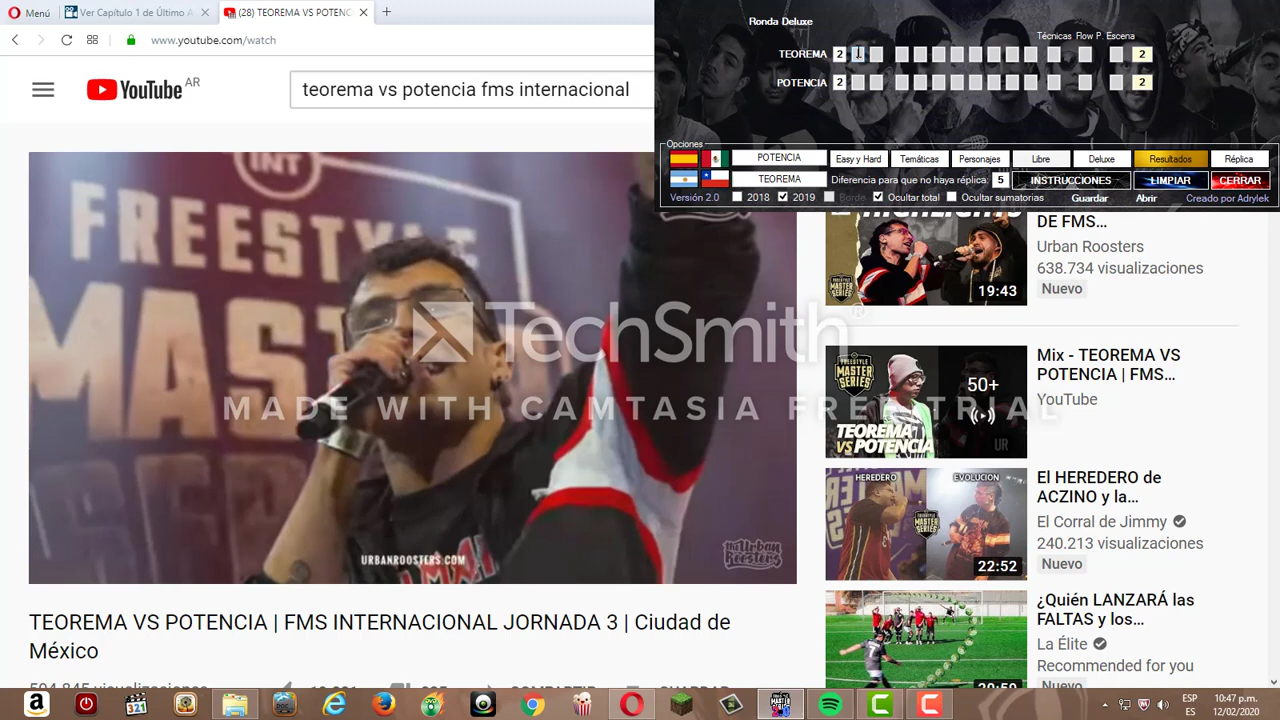 Menú
Ver Capítulo 1 de Último A
(28) TEOREMA VS POTENC
www.youtube.com/watch
YouTube AR
teorema vs potencia fms internacional
Ronda Deluxe
Técnicas Flow P. Escena
TEOREMA 2 2
POTENCIA 2 2
Opciones
POTENCIA Easy y Hard Temáticas Personajes Libre Deluxe Resultados Réplica
TEOREMA Diferencia para que no haya réplica: 5 INSTRUCCIONES LIMPIAR CERRAR
Versión 2.0 2018 2019 Borde Ocultar total Ocultar sumatorias Guardar Abrir Creado por Adrylek
FREESTYLE
MAST
URBANROOSTERS.COM
the Urban Roosters
TechSmith
MADE WITH CAMTASIA FREE TRIAL
TEOREMA VS POTENCIA | FMS INTERNACIONAL JORNADA 3 | Ciudad de
México
DE FMS...
Urban Roosters
638.734 visualizaciones
Nuevo
19:43
Mix - TEOREMA VS
POTENCIA | FMS...
YouTube
50+
FREESTYLE
MASTER
SERIES
TEOREMA
VS POTENCIA
UR
El HEREDERO de
ACZINO y la...
El Corral de Jimmy
240.213 visualizaciones
Nuevo
HEREDERO
EVOLUCION
22:52
¿Quién LANZARÁ las
FALTAS y los...
La Élite
Recommended for you
Nuevo
ESP
ES
10:47 p.m.
12/02/2020